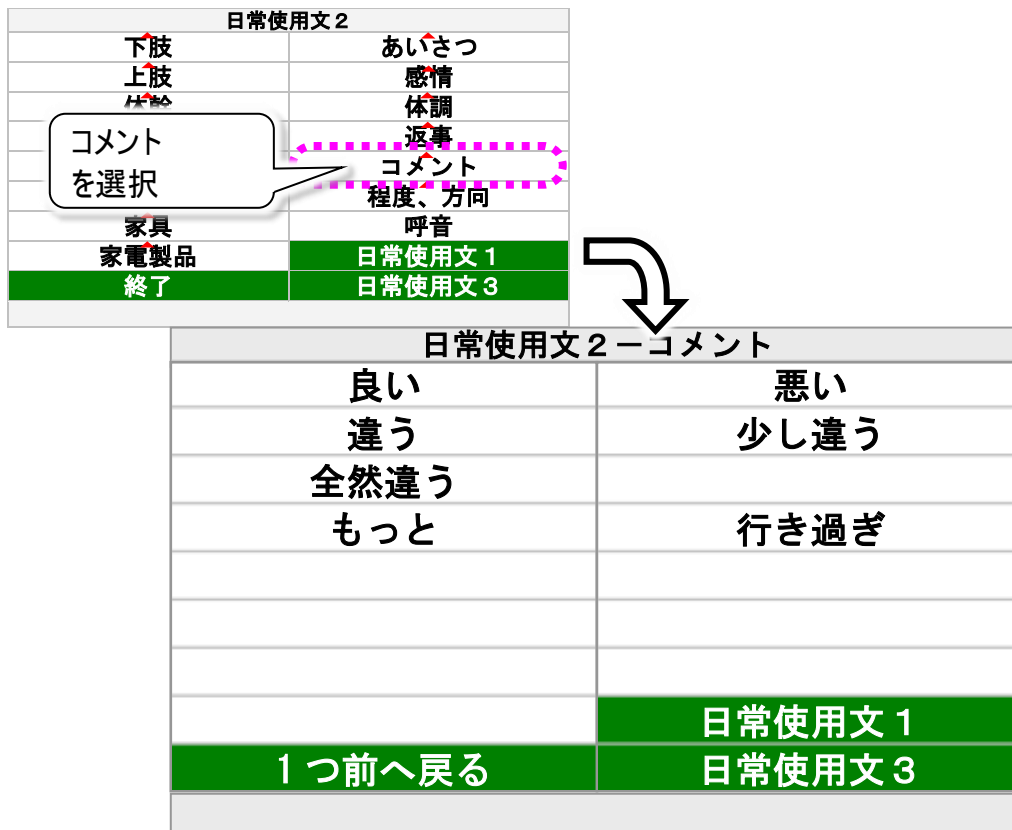 日常使用文２
下肢 あいさつ
上肢 感情
体幹 体調
返事
コメント
を選択
コメント
程度、方向
家具 呼音
家電製品 日常使用文１
終了 日常使用文３
日常使用文２－コメント
良い 悪い
違う 少し違う
全然違う
もっと 行き過ぎ
日常使用文１
１つ前へ戻る 日常使用文３